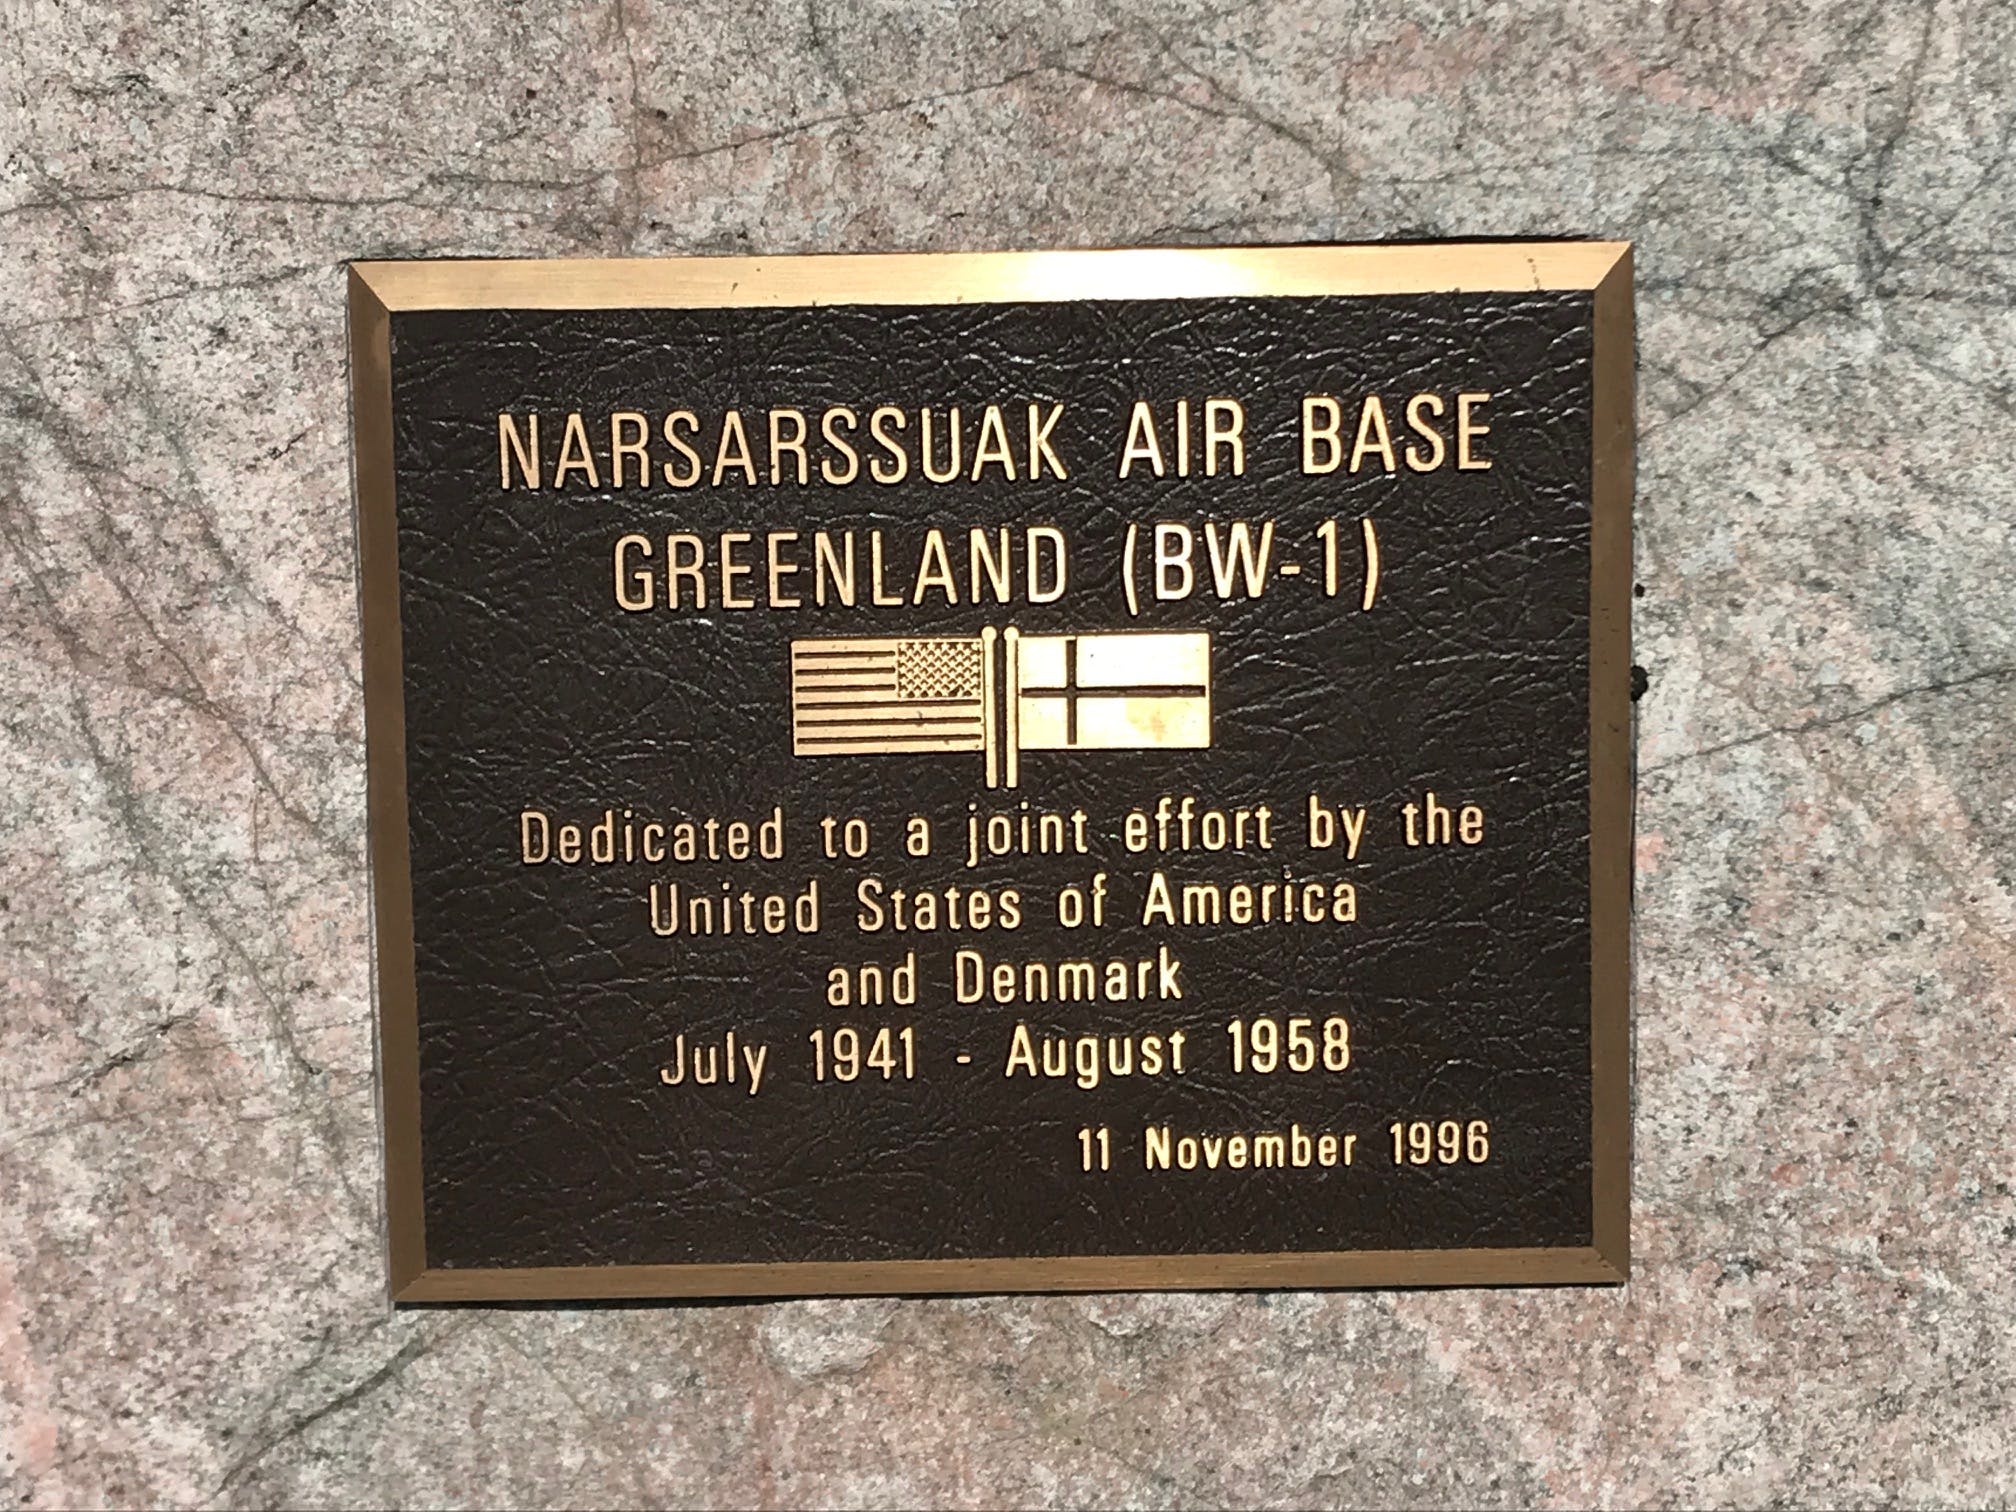 NARSARSSUAK AIR BASE
GREENLAND (BW-1)
Dedicated to a joint effort by the
United States of America
and Denmark
July 1941 - August 1958
11 November 1996